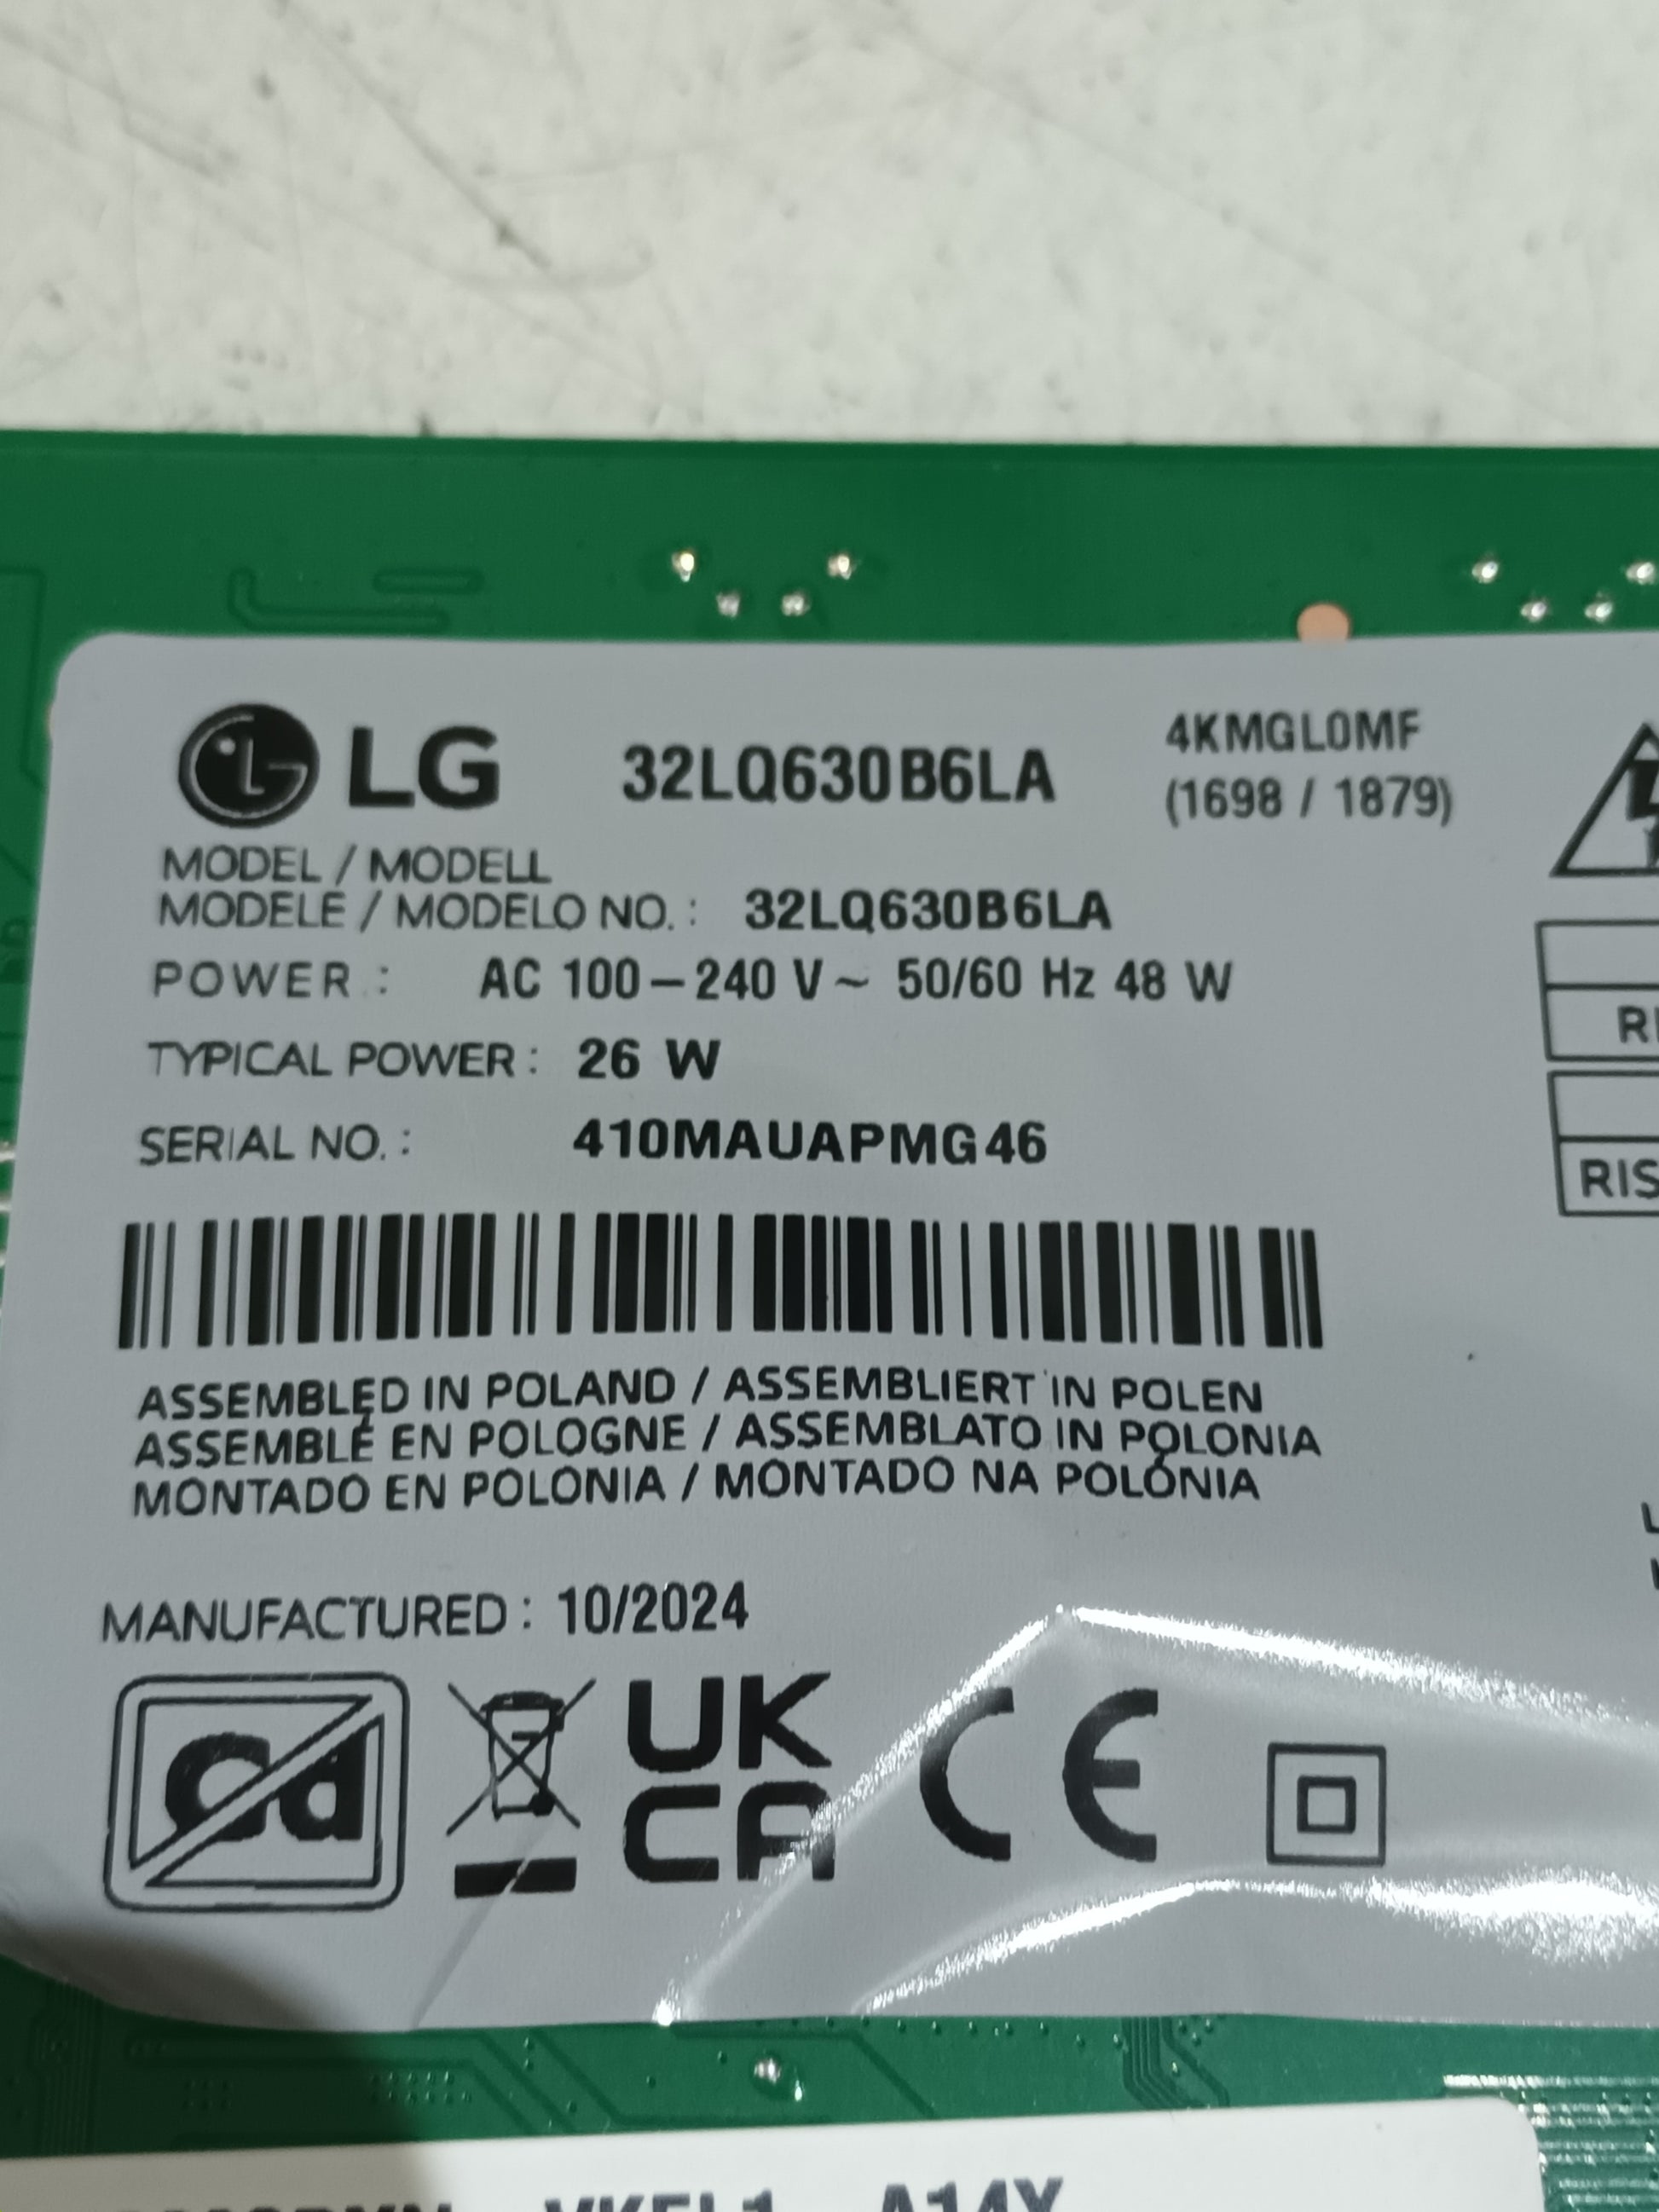 LG 32LQ630B6LA 4KMGL0MF
(1698 / 1879)
MODEL / MODELL
MODELE / MODELO NO. : 32LQ630B6LA
POWER : AC 100 – 240 V ~ 50/60 Hz 48 W
TYPICAL POWER : 26 W
SERIAL NO. : 410MAUAPMG46
ASSEMBLED IN POLAND / ASSEMBLIERT IN POLEN
ASSEMBLÉ EN POLOGNE / ASSEMBLATO IN POLONIA
MONTADO EN POLONIA / MONTADO NA POLÓNIA
MANUFACTURED : 10/2024
Cd
UK
CA CE
A14Y